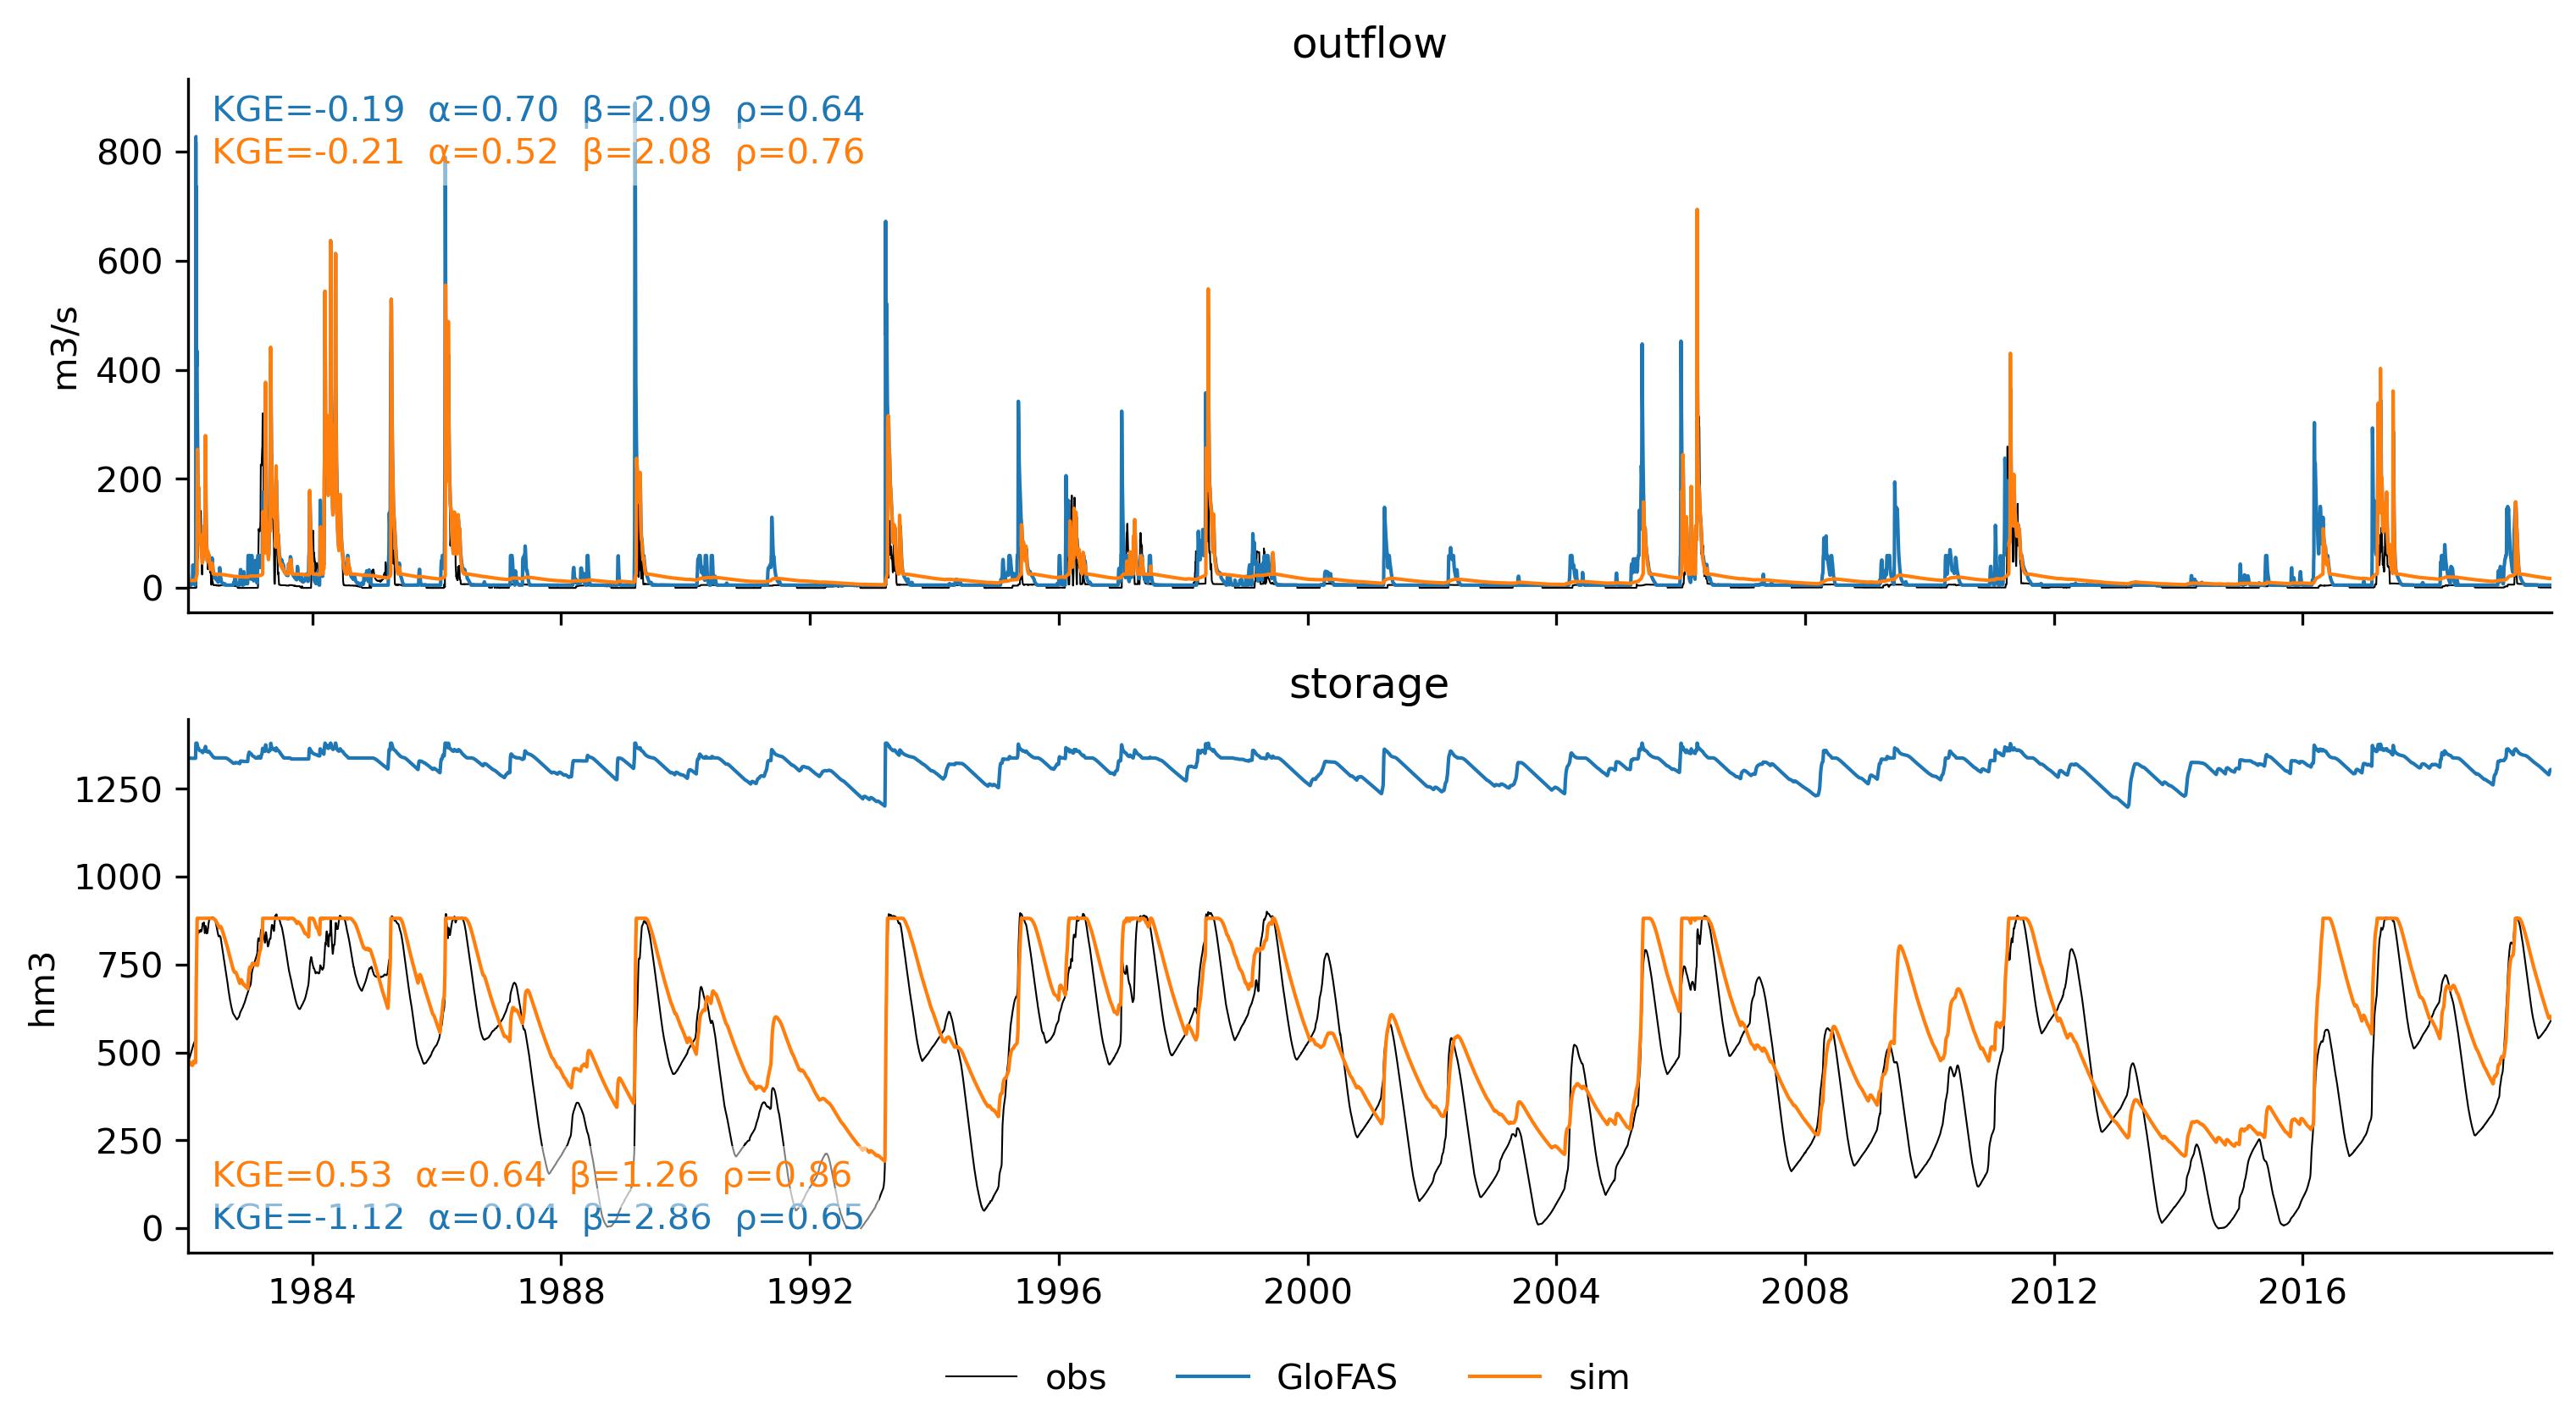 outflow
KGE=-0.19 α=0.70 β=2.09 ρ=0.64
KGE=-0.21 α=0.52 β=2.08 ρ=0.76
800
600
400
200
0
m3/s
storage
1250
1000
750
500
250
0
hm3
KGE=0.53 α=0.64 β=1.26 ρ=0.86
KGE=-1.12 α=0.04 β=2.86 ρ=0.65
1984 1988 1992 1996 2000 2004 2008 2012 2016
obs GloFAS sim